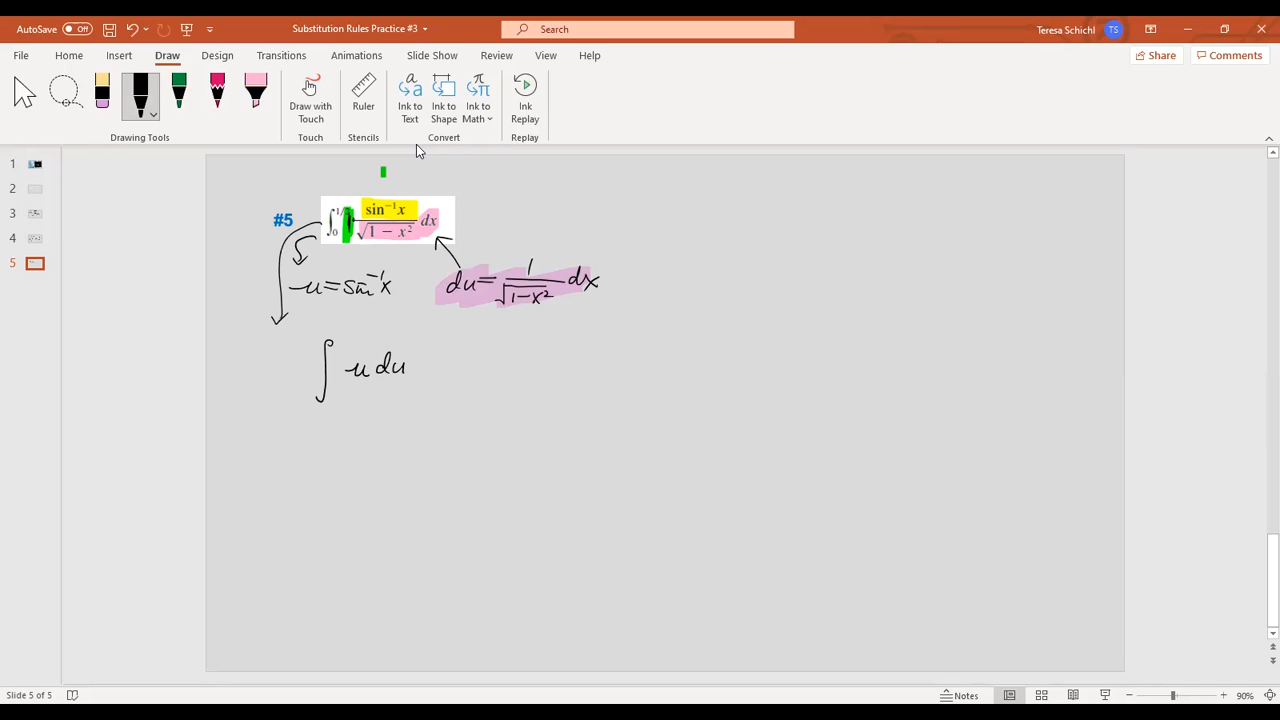 AutoSave Off Substitution Rules Practice #3 Search Teresa Schichl TS
File Home Insert Draw Design Transitions Animations Slide Show Review View Help Share Comments
Draw with Touch Ruler Ink to Text Ink to Shape Ink to Math Ink Replay
Drawing Tools Touch Stencils Convert Replay
1
2
3
4
5
#5 ∫₀ sin⁻¹x / √(1 − x²) dx
u = sin⁻¹x du = 1/√(1−x²) dx
∫ u du
Slide 5 of 5 Notes 90%